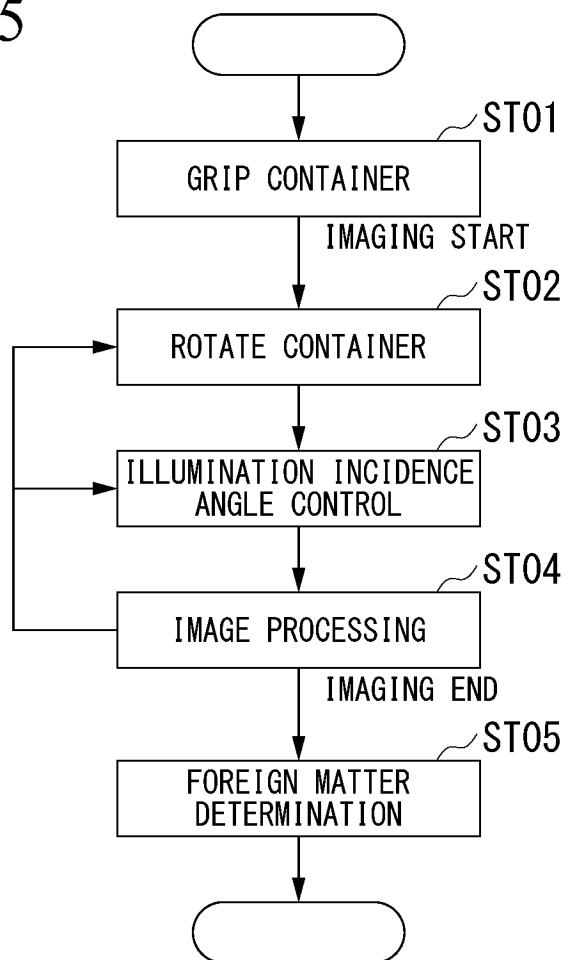 5
ST01
GRIP CONTAINER
IMAGING START
ST02
ROTATE CONTAINER
ST03
ILLUMINATION INCIDENCE
ANGLE CONTROL
ST04
IMAGE PROCESSING
IMAGING END
ST05
FOREIGN MATTER
DETERMINATION